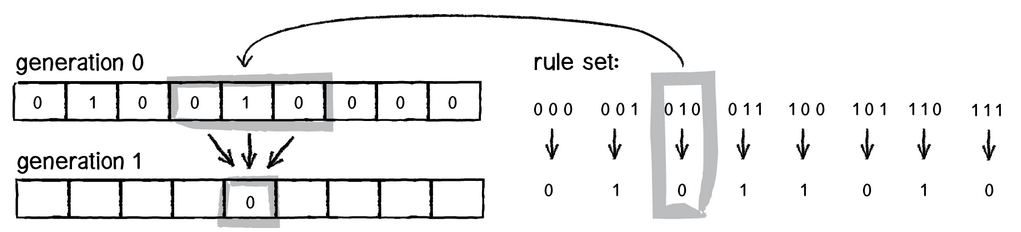 generation 0
0 1 0 0 1 0 0 0 0
generation 1
0
rule set:
000 001 010 011 100 101 110 111
0 1 0 1 1 0 1 0